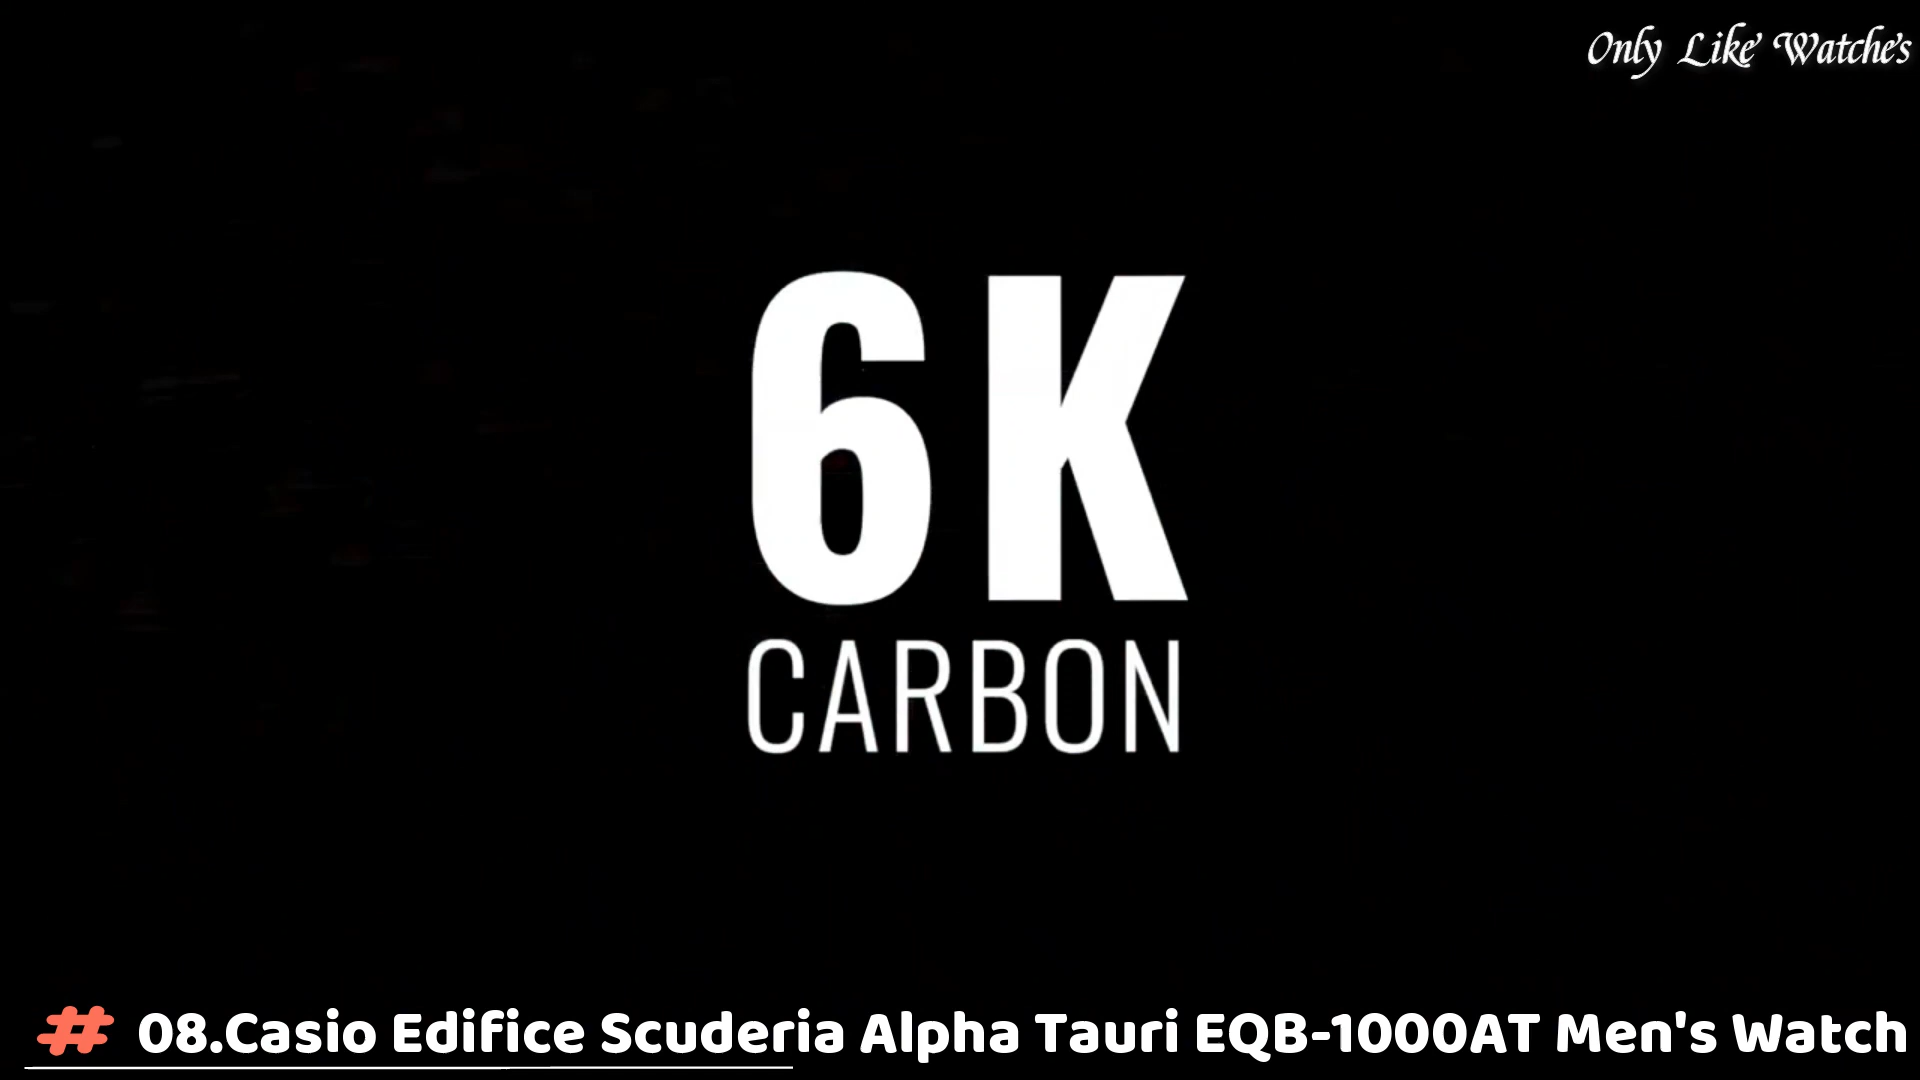 Only Like' Watche's
6K
CARBON
# 08.Casio Edifice Scuderia Alpha Tauri EQB-1000AT Men's Watch